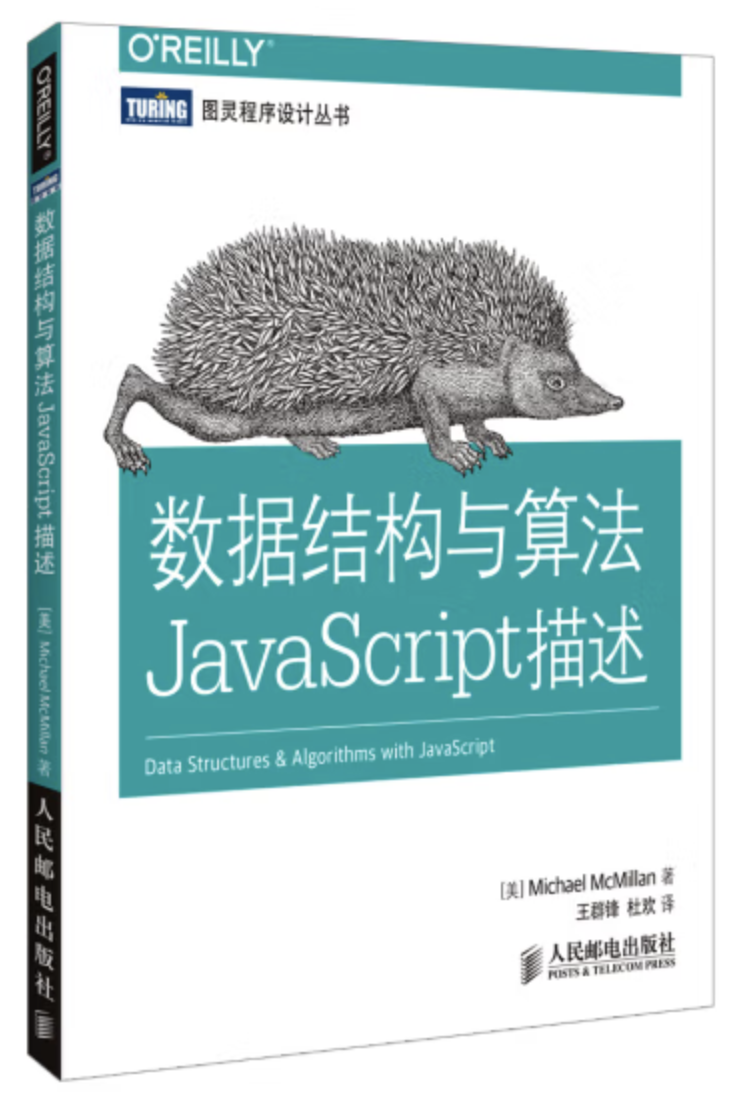 O'REILLY®
TURING
图灵程序设计丛书
数据结构与算法
JavaScript描述
Data Structures & Algorithms with JavaScript
[美] Michael McMillan 著
王群锋 杜欢 译
人民邮电出版社
POSTS & TELECOM PRESS
O'REILLY®
TURING
数据结构与算法JavaScript描述
[美] Michael McMillan 著
人民邮电出版社